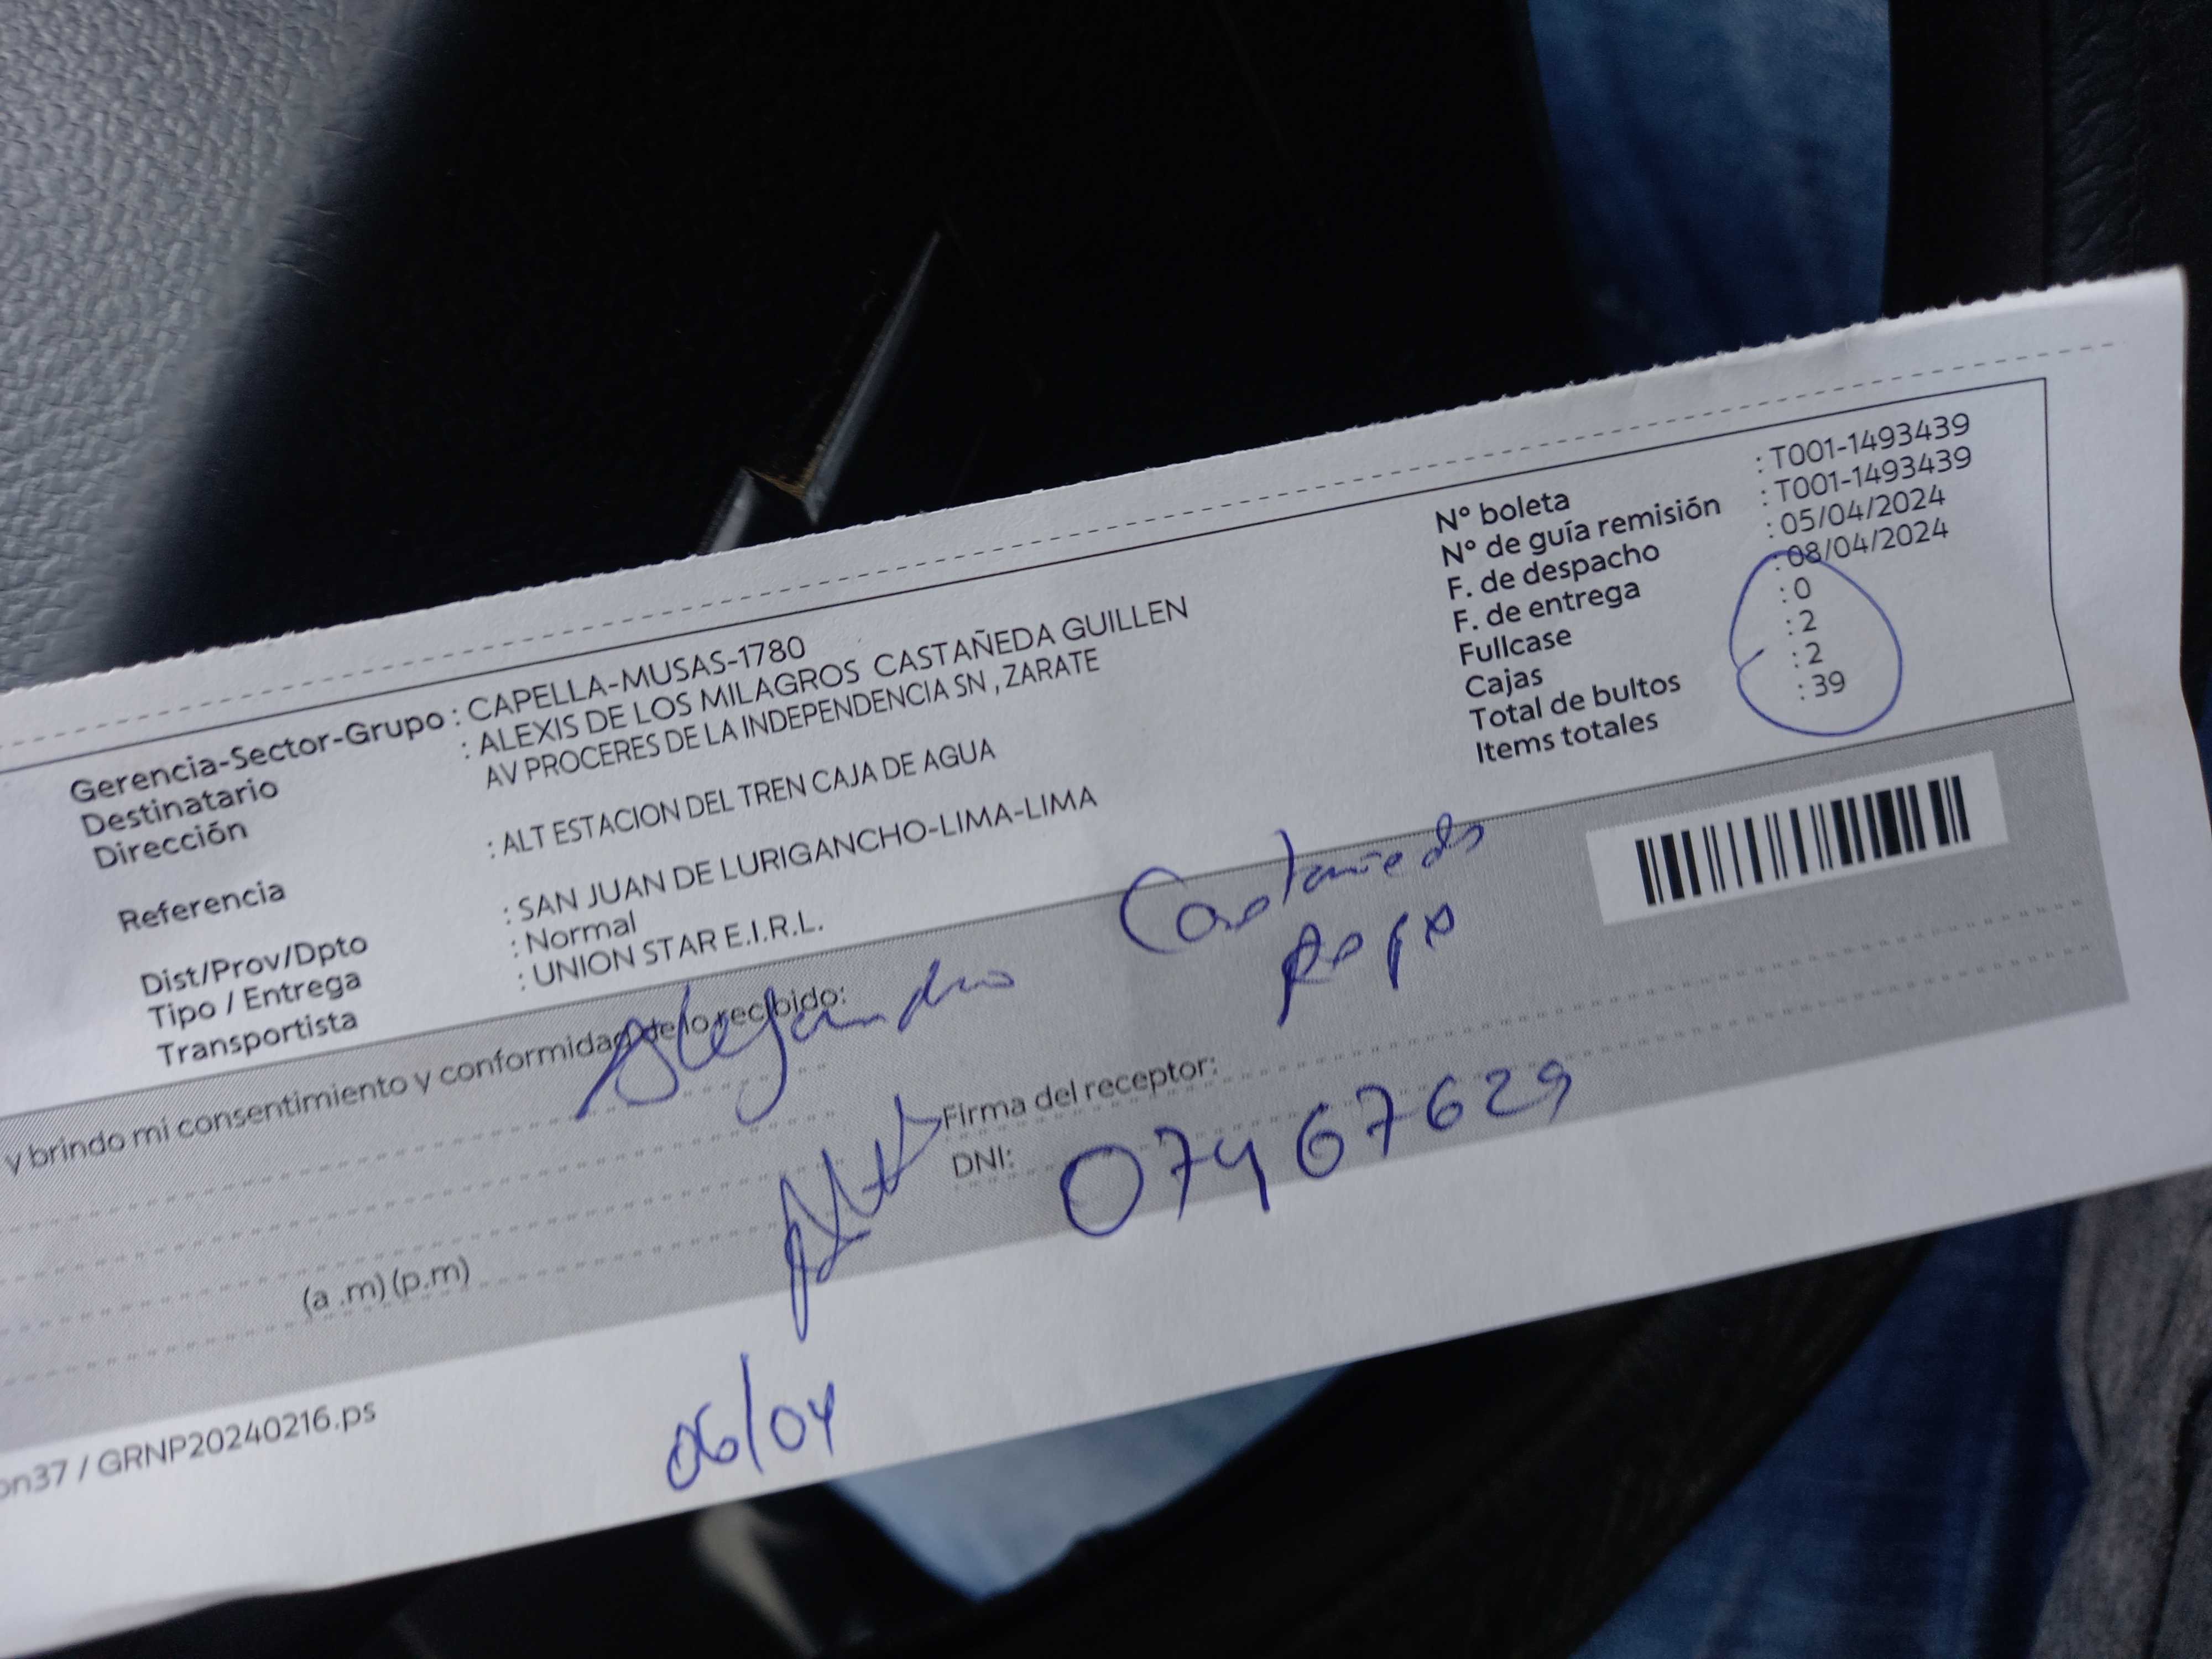 Gerencia-Sector-Grupo : CAPELLA-MUSAS-1780
Destinatario : ALEXIS DE LOS MILAGROS CASTAÑEDA GUILLEN
Dirección AV PROCERES DE LA INDEPENDENCIA SN , ZARATE
Referencia : ALT ESTACION DEL TREN CAJA DE AGUA
Dist/Prov/Dpto : SAN JUAN DE LURIGANCHO-LIMA-LIMA
Tipo / Entrega : Normal
Transportista : UNION STAR E.I.R.L.
N° boleta : T001-1493439
N° de guía remisión : T001-1493439
F. de despacho : 05/04/2024
F. de entrega : 08/04/2024
Fullcase : 0
Cajas : 2
Total de bultos : 2
Items totales : 39
y brindo mi consentimiento y conformidad de lo recibido:
Alejandro Castañeda
Papa
Firma del receptor:
DNI: 07467629
(a .m) (p.m)
06/04
on37 / GRNP20240216.ps